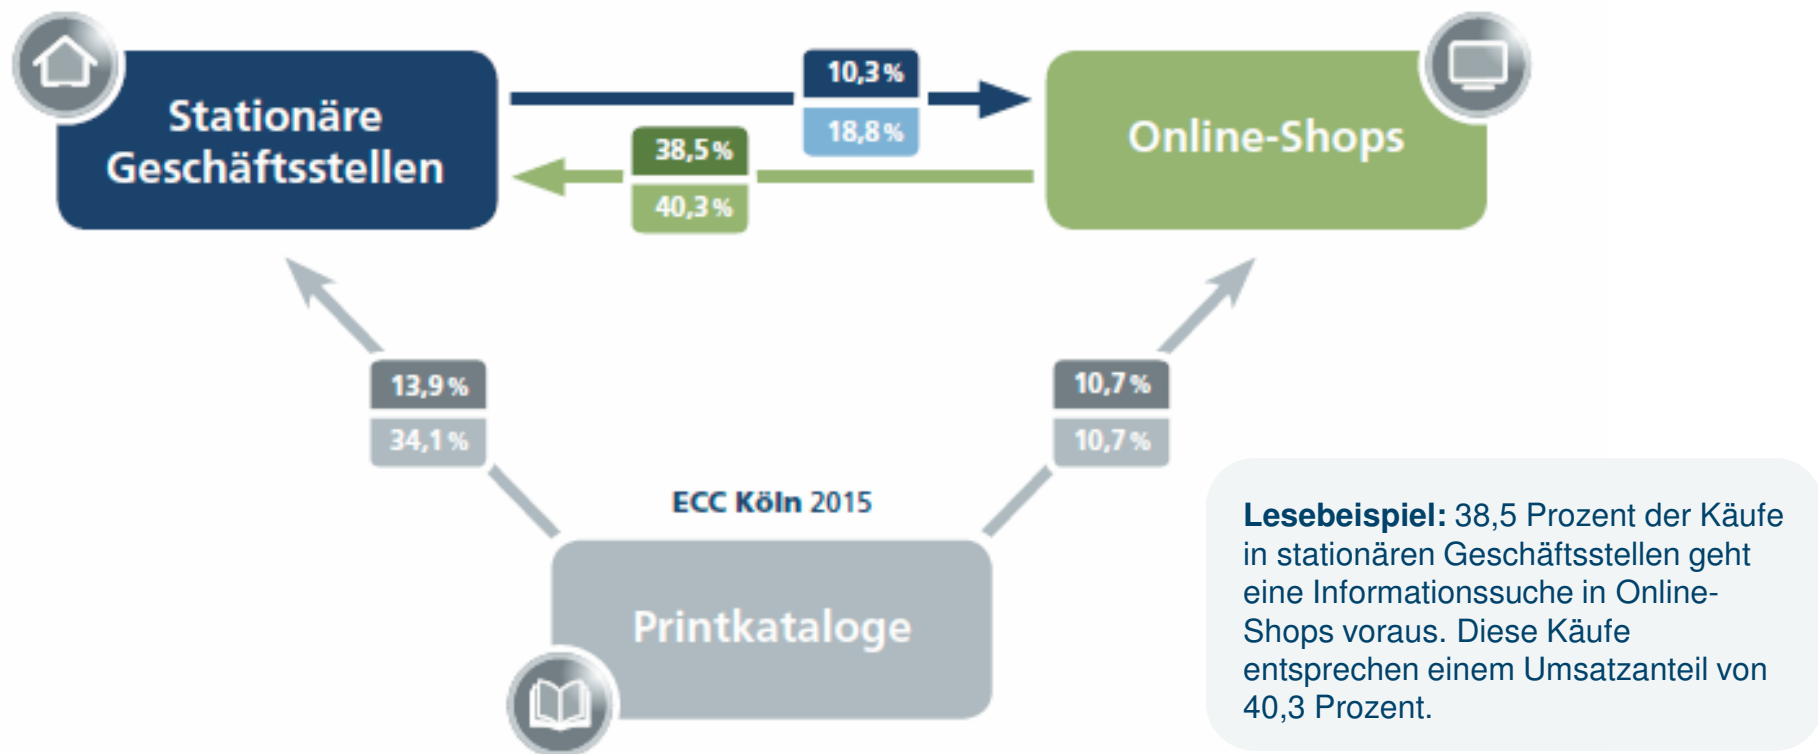 Stationäre
Geschäftsstellen
10,3 %
18,8 %
38,5 %
40,3 %
Online-Shops
13,9 %
34,1 %
10,7 %
10,7 %
ECC Köln 2015
Printkataloge
Lesebeispiel: 38,5 Prozent der Käufe
in stationären Geschäftsstellen geht
eine Informationssuche in Online-
Shops voraus. Diese Käufe
entsprechen einem Umsatzanteil von
40,3 Prozent.